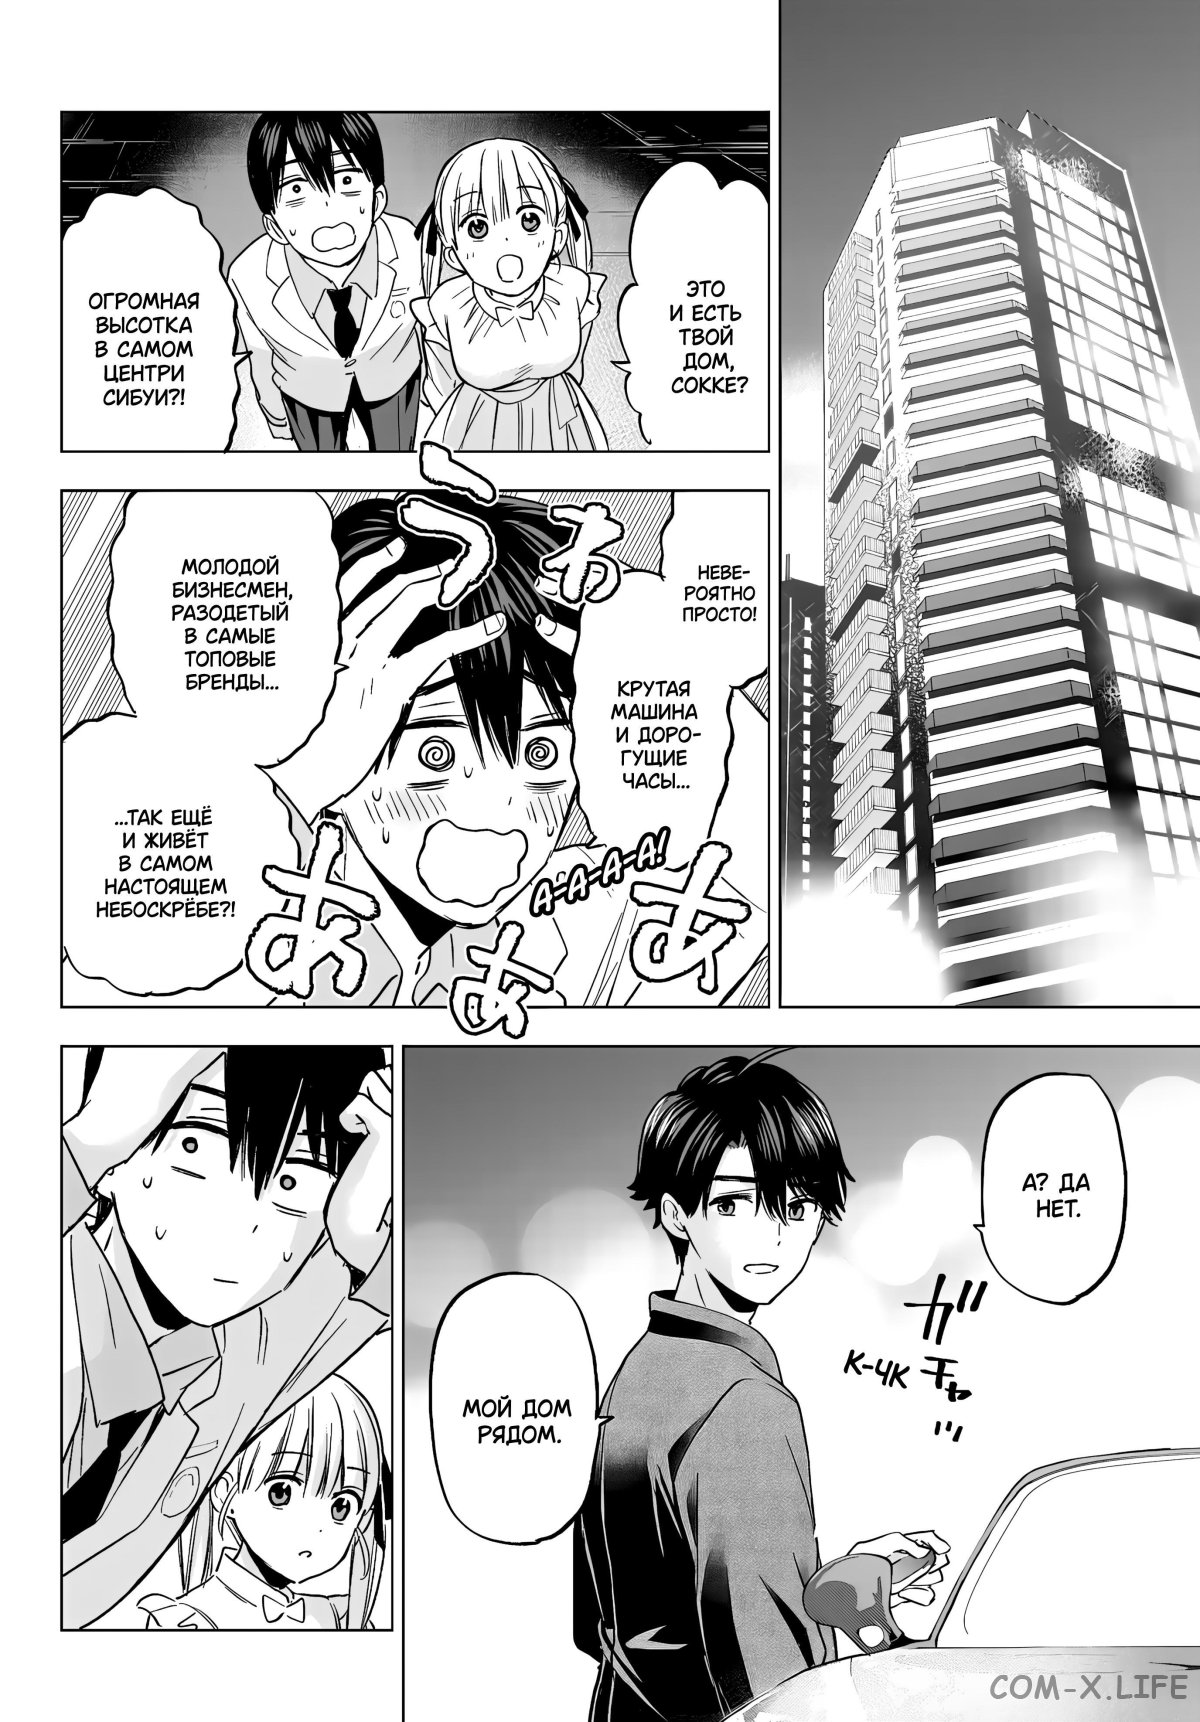 ЭТО
И ЕСТЬ
ТВОЙ
ДОМ,
СОККЕ?
ОГРОМНАЯ
ВЫСОТКА
В САМОМ
ЦЕНТРИ
СИБУИ?!
НЕВЕ-
РОЯТНО
ПРОСТО!
КРУТАЯ
МАШИНА
И ДОРО-
ГУЩИЕ
ЧАСЫ...
うわ
А-А-А-А!
ああぁ
МОЛОДОЙ
БИЗНЕСМЕН,
РАЗОДЕТЫЙ
В САМЫЕ
ТОПОВЫЕ
БРЕНДЫ...
...ТАК ЕЩЁ
И ЖИВЁТ
В САМОМ
НАСТОЯЩЕМ
НЕБОСКРЁБЕ?!
А? ДА
НЕТ.
ガチャッ
К-ЧК
МОЙ ДОМ
РЯДОМ.
COM-X.LIFE